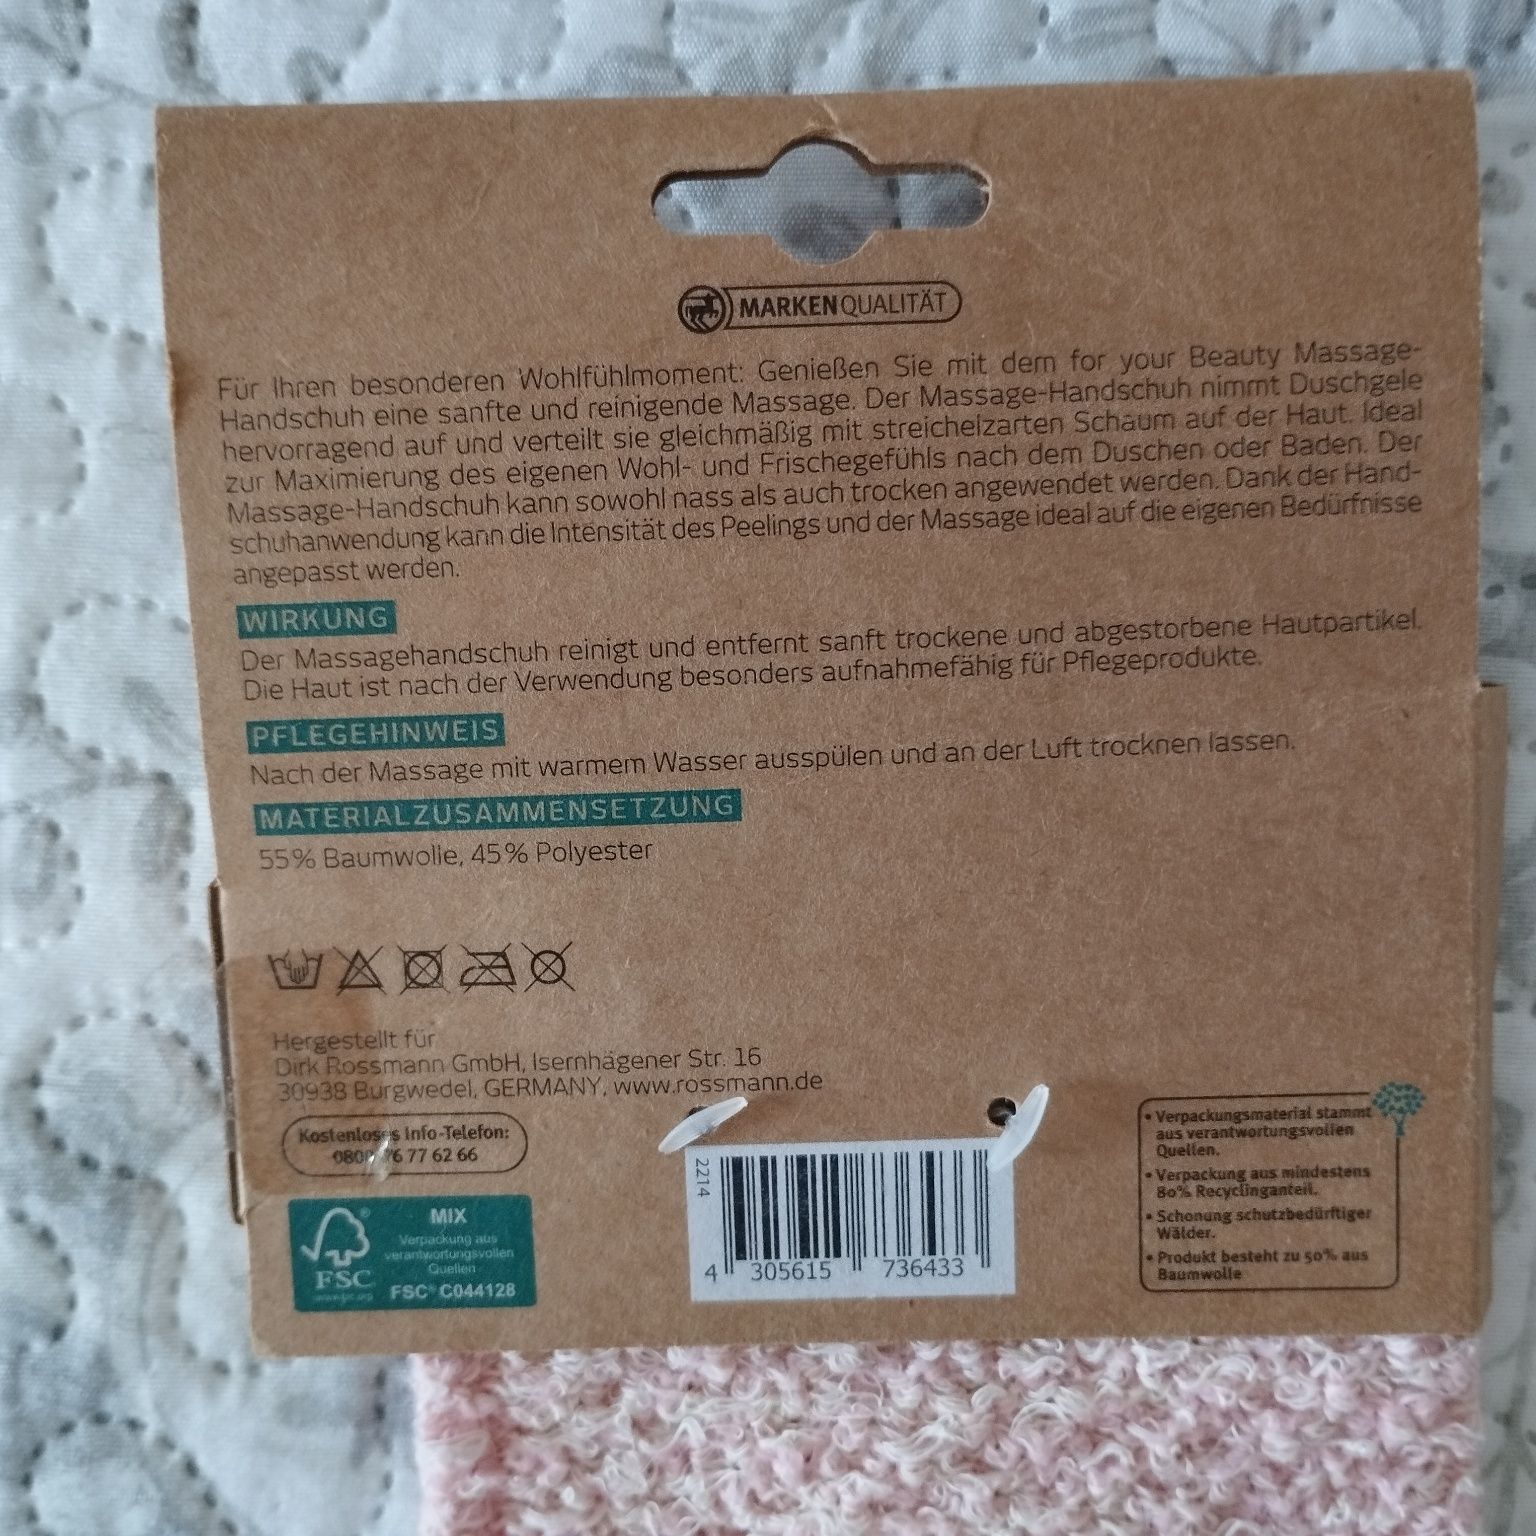 MARKENQUALITÄT
Für Ihren besonderen Wohlfühlmoment: Genießen Sie mit dem for your Beauty Massage-
Handschuh eine sanfte und reinigende Massage. Der Massage-Handschuh nimmt Duschgele
hervorragend auf und verteilt sie gleichmäßig mit streichelzarten Schaum auf der Haut. Ideal
zur Maximierung des eigenen Wohl- und Frischegefühls nach dem Duschen oder Baden. Der
Massage-Handschuh kann sowohl nass als auch trocken angewendet werden. Dank der Hand-
schuhanwendung kann die Intensität des Peelings und der Massage ideal auf die eigenen Bedürfnisse
angepasst werden.
WIRKUNG
Der Massagehandschuh reinigt und entfernt sanft trockene und abgestorbene Hautpartikel.
Die Haut ist nach der Verwendung besonders aufnahmefähig für Pflegeprodukte.
PFLEGEHINWEIS
Nach der Massage mit warmem Wasser ausspülen und an der Luft trocknen lassen.
MATERIALZUSAMMENSETZUNG
55% Baumwolle, 45% Polyester
Hergestellt für
Dirk Rossmann GmbH, Isernhägener Str. 16
30938 Burgwedel, GERMANY, www.rossmann.de
Kostenloses Info-Telefon:
76 77 62 66
FSC
MIX
Verpackung aus
verantwortungsvollen
Quellen
FSC® C044128
2214
4 305615 736433
• Verpackungsmaterial stammt
aus verantwortungsvollen
Quellen.
• Verpackung aus mindestens
80% Recyclinganteil.
• Schonung schutzbedürftiger
Wälder.
• Produkt besteht zu 50% aus
Baumwolle